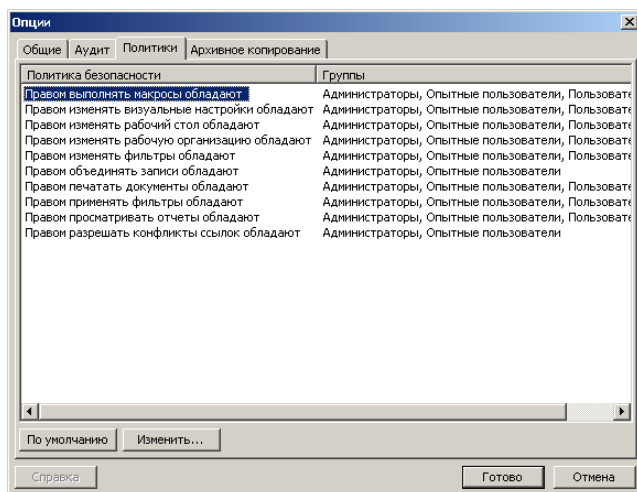 Опции
Общие Аудит Политики Архивное копирование
Политика безопасности Группы
Правом выполнять макросы обладают Администраторы, Опытные пользователи, Пользовате
Правом изменять визуальные настройки обладают Администраторы, Опытные пользователи, Пользовате
Правом изменять рабочий стол обладают Администраторы, Опытные пользователи, Пользовате
Правом изменять рабочую организацию обладают Администраторы, Опытные пользователи, Пользовате
Правом изменять фильтры обладают Администраторы, Опытные пользователи, Пользовате
Правом объединять записи обладают Администраторы, Опытные пользователи
Правом печатать документы обладают Администраторы, Опытные пользователи, Пользовате
Правом применять фильтры обладают Администраторы, Опытные пользователи, Пользовате
Правом просматривать отчеты обладают Администраторы, Опытные пользователи, Пользовате
Правом разрешать конфликты ссылок обладают Администраторы, Опытные пользователи
По умолчанию Изменить...
Справка Готово Отмена